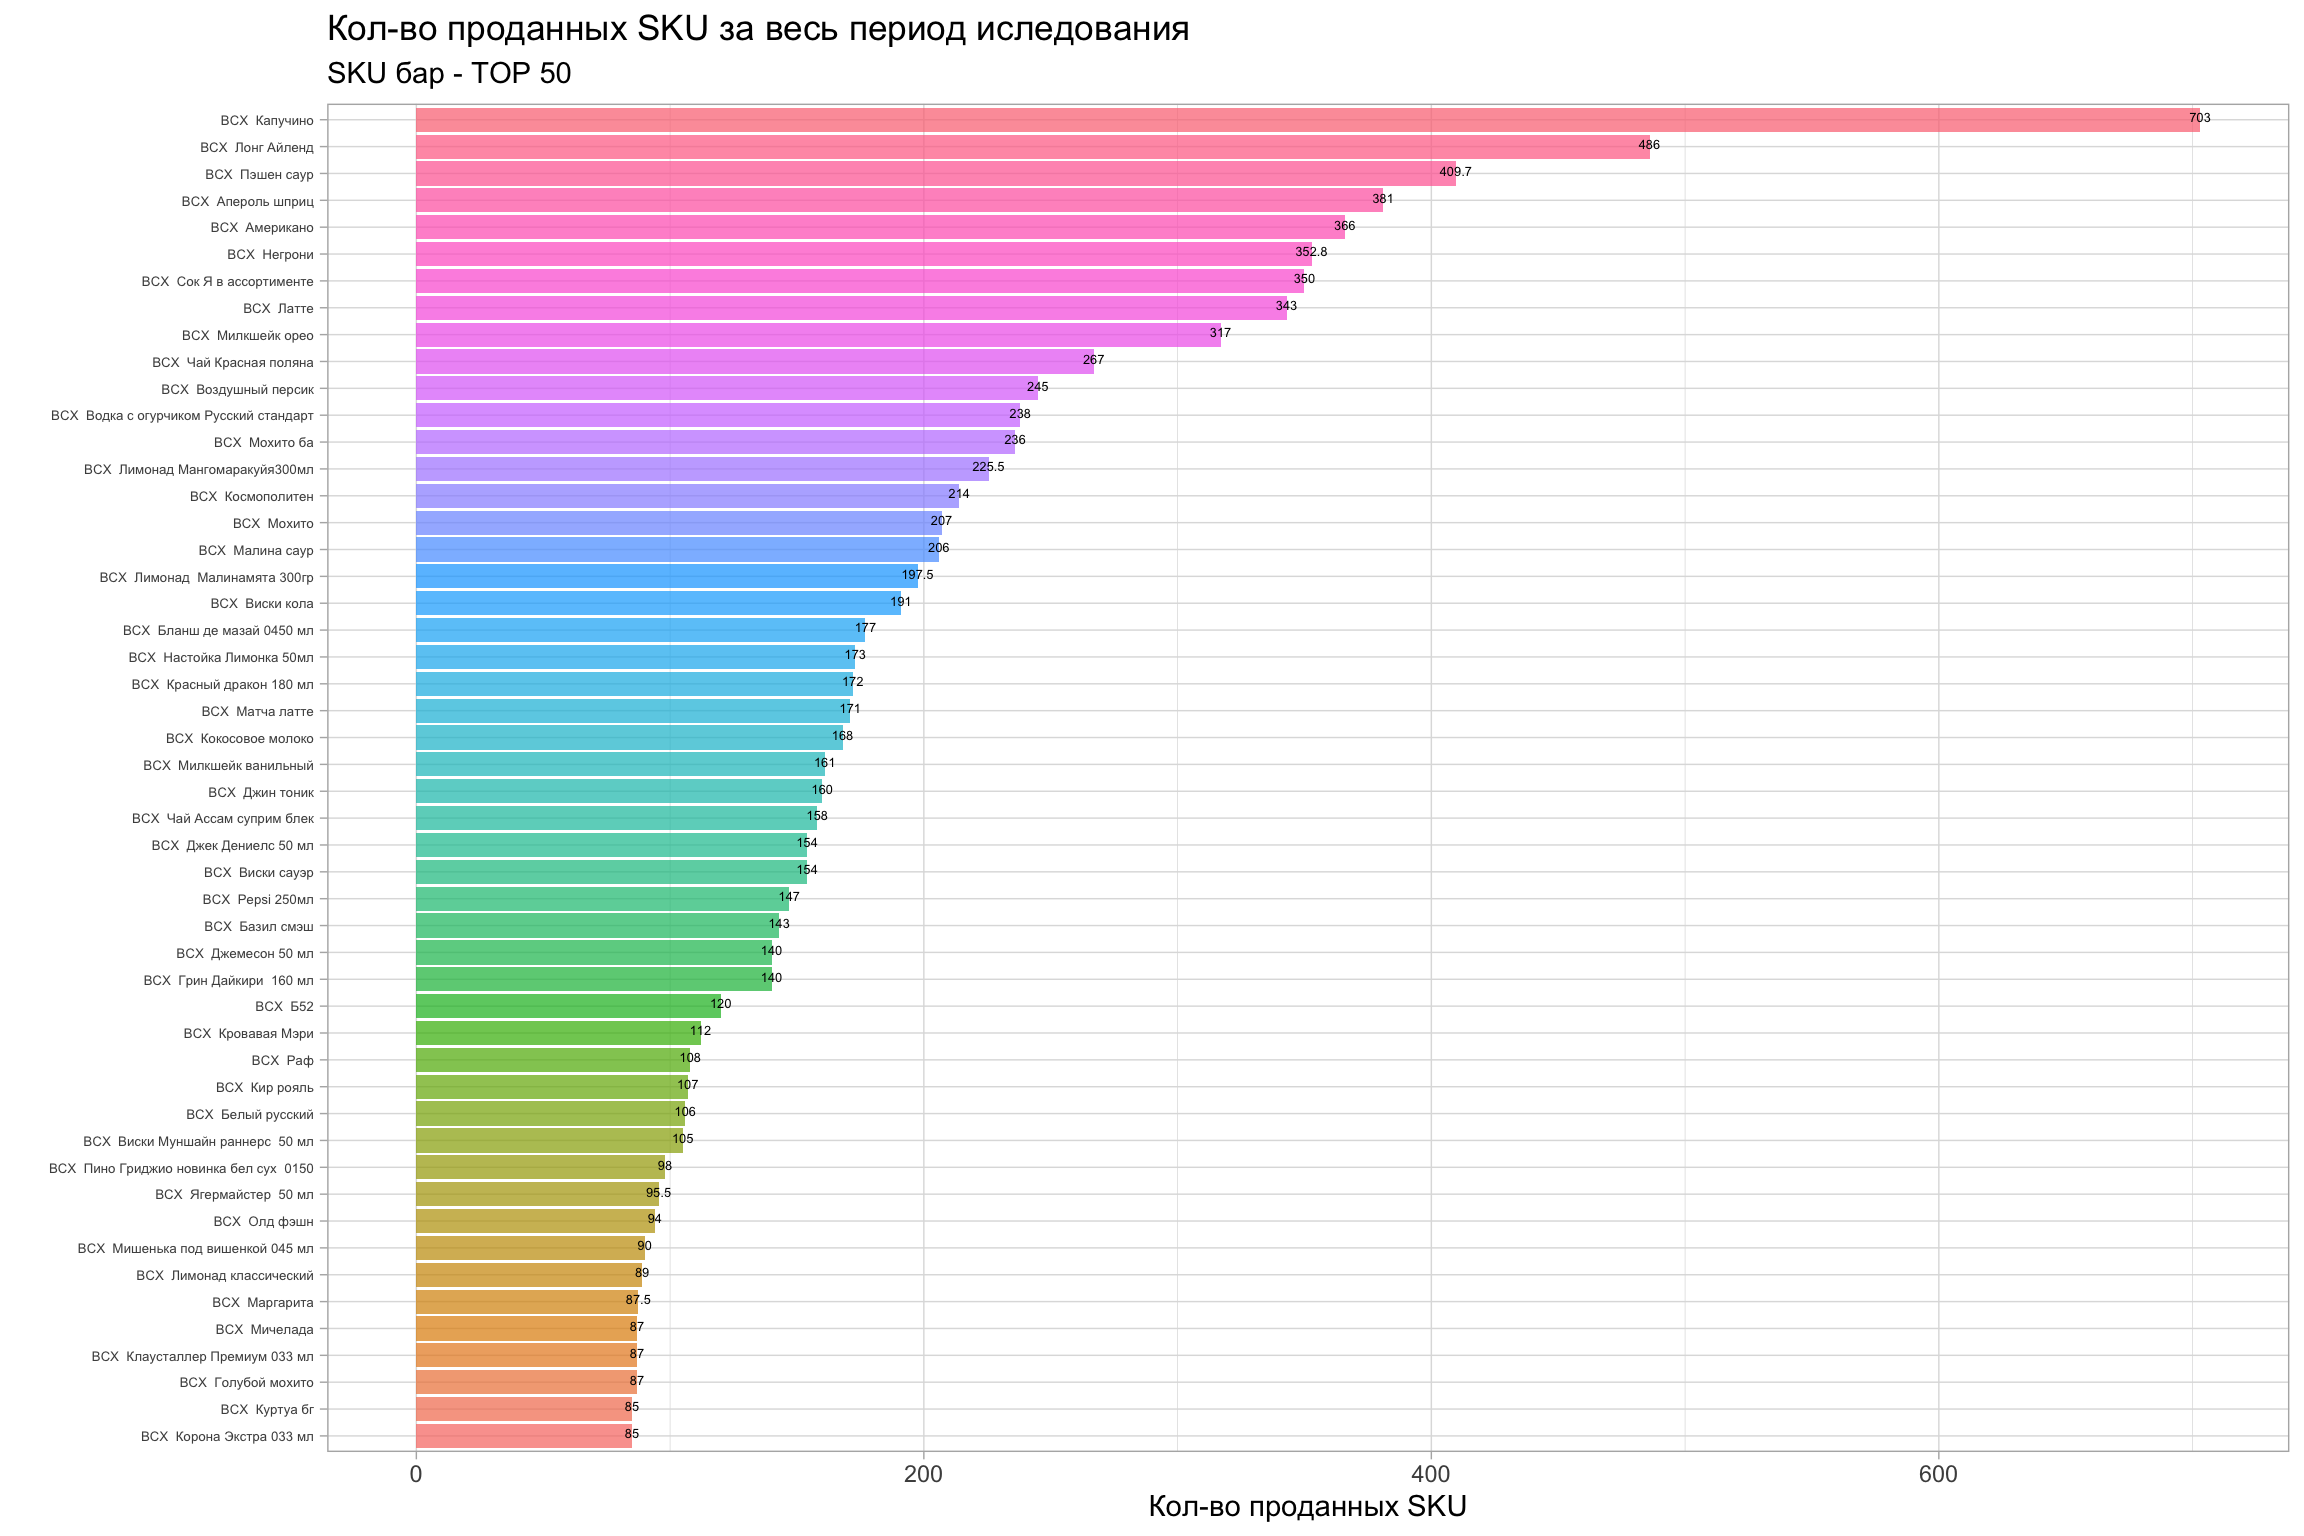 Кол-во проданных SKU за весь период иследования
SKU бар - TOP 50
ВСХ  Капучино 703
ВСХ  Лонг Айленд 486
ВСХ  Пэшен саур 409.7
ВСХ  Апероль шприц 381
ВСХ  Американо 366
ВСХ  Негрони 352.8
ВСХ  Сок Я в ассортименте 350
ВСХ  Латте 343
ВСХ  Милкшейк орео 317
ВСХ  Чай Красная поляна 267
ВСХ  Воздушный персик 245
ВСХ  Водка с огурчиком Русский стандарт 238
ВСХ  Мохито ба 236
ВСХ  Лимонад Мангомаракуйя300мл 225.5
ВСХ  Космополитен 214
ВСХ  Мохито 207
ВСХ  Малина саур 206
ВСХ  Лимонад  Малинамята 300гр 197.5
ВСХ  Виски кола 191
ВСХ  Бланш де мазай 0450 мл 177
ВСХ  Настойка Лимонка 50мл 173
ВСХ  Красный дракон 180 мл 172
ВСХ  Матча латте 171
ВСХ  Кокосовое молоко 168
ВСХ  Милкшейк ванильный 161
ВСХ  Джин тоник 160
ВСХ  Чай Ассам суприм блек 158
ВСХ  Джек Дениелс 50 мл 154
ВСХ  Виски сауэр 154
ВСХ  Pepsi 250мл 147
ВСХ  Базил смэш 143
ВСХ  Джемесон 50 мл 140
ВСХ  Грин Дайкири  160 мл 140
ВСХ  Б52 120
ВСХ  Кровавая Мэри 112
ВСХ  Раф 108
ВСХ  Кир рояль 107
ВСХ  Белый русский 106
ВСХ  Виски Муншайн раннерс  50 мл 105
ВСХ  Пино Гриджио новинка бел сух  0150 98
ВСХ  Ягермайстер  50 мл 95.5
ВСХ  Олд фэшн 94
ВСХ  Мишенька под вишенкой 045 мл 90
ВСХ  Лимонад классический 89
ВСХ  Маргарита 87.5
ВСХ  Мичелада 87
ВСХ  Клаусталлер Премиум 033 мл 87
ВСХ  Голубой мохито 87
ВСХ  Куртуа бг 85
ВСХ  Корона Экстра 033 мл 85
0 200 400 600
Кол-во проданных SKU